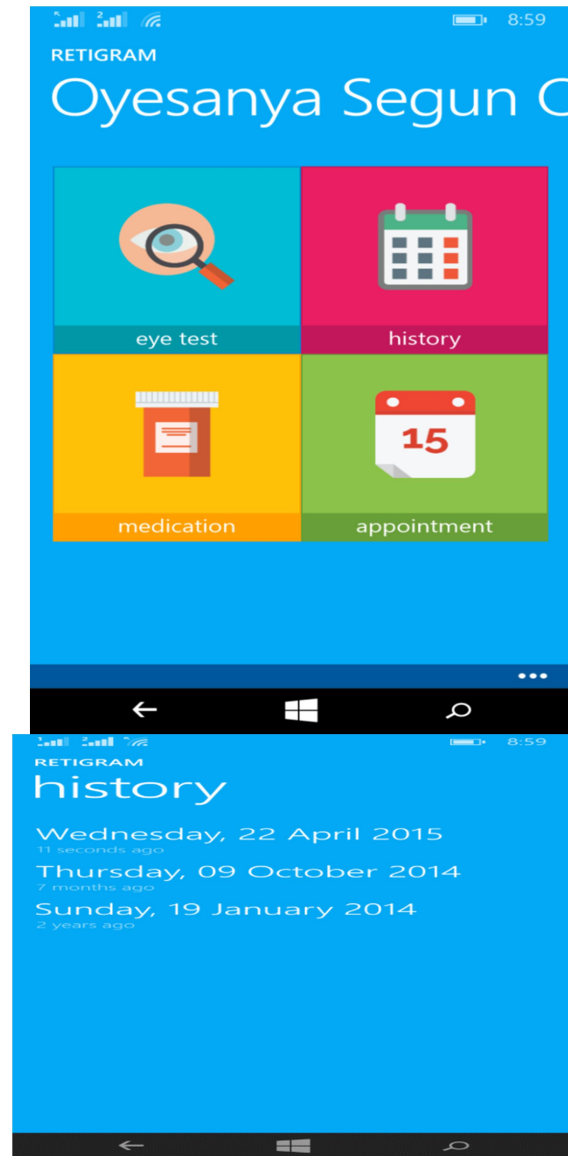 8:59
RETIGRAM
Oyesanya Segun O
eye test
history
15
medication
appointment
8:59
RETIGRAM
history
Wednesday, 22 April 2015
11 seconds ago
Thursday, 09 October 2014
7 months ago
Sunday, 19 January 2014
2 years ago